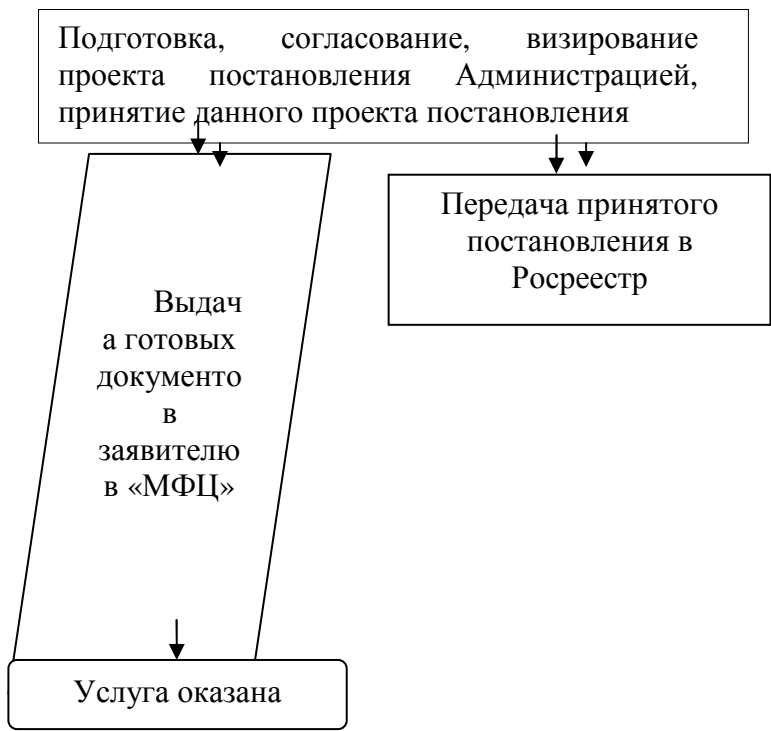 Подготовка, согласование, визирование
проекта постановления Администрацией,
принятие данного проекта постановления
Передача принятого
постановления в
Росреестр
Выдач
а готовых
документо
в
заявителю
в «МФЦ»
Услуга оказана